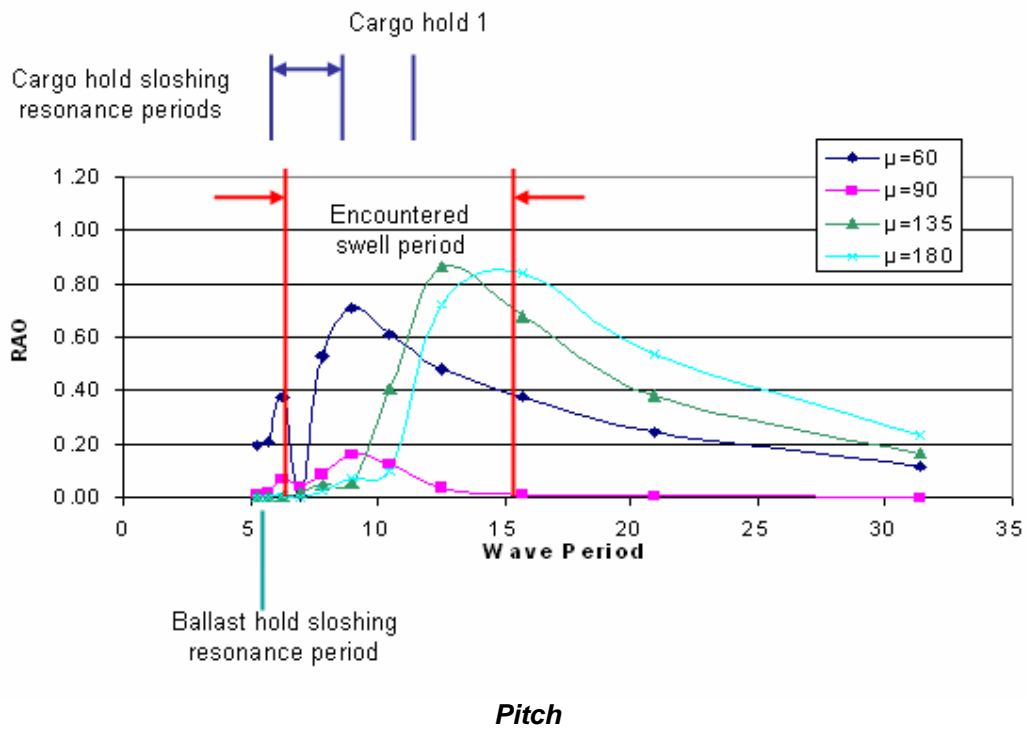 Cargo hold 1
Cargo hold sloshing
resonance periods
μ=60
μ=90
μ=135
μ=180
1.20
1.00
0.80
0.60
0.40
0.20
0.00
RAO
Encountered
swell period
0 5 10 15 20 25 30 35
Wave Period
Ballast hold sloshing
resonance period
Pitch